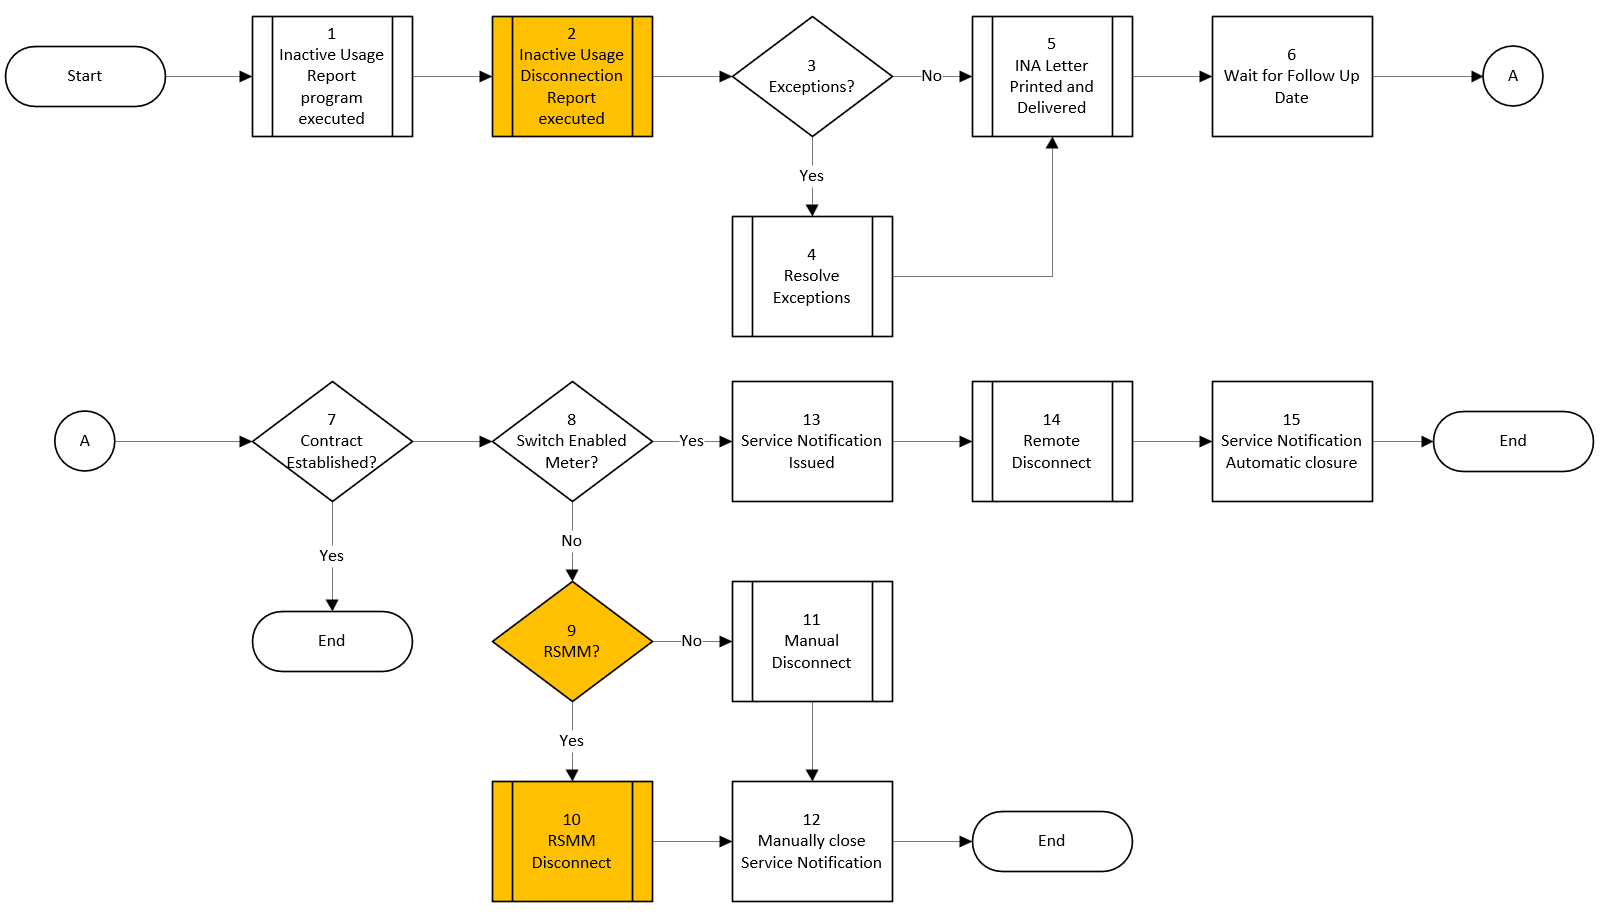 Start
1
Inactive Usage
Report
program
executed
2
Inactive Usage
Disconnection
Report
executed
3
Exceptions?
No
5
INA Letter
Printed and
Delivered
6
Wait for Follow Up
Date
A
Yes
4
Resolve
Exceptions
A
7
Contract
Established?
8
Switch Enabled
Meter?
Yes
13
Service Notification
Issued
14
Remote
Disconnect
15
Service Notification
Automatic closure
End
Yes
End
No
9
RSMM?
No
11
Manual
Disconnect
Yes
10
RSMM
Disconnect
12
Manually close
Service Notification
End